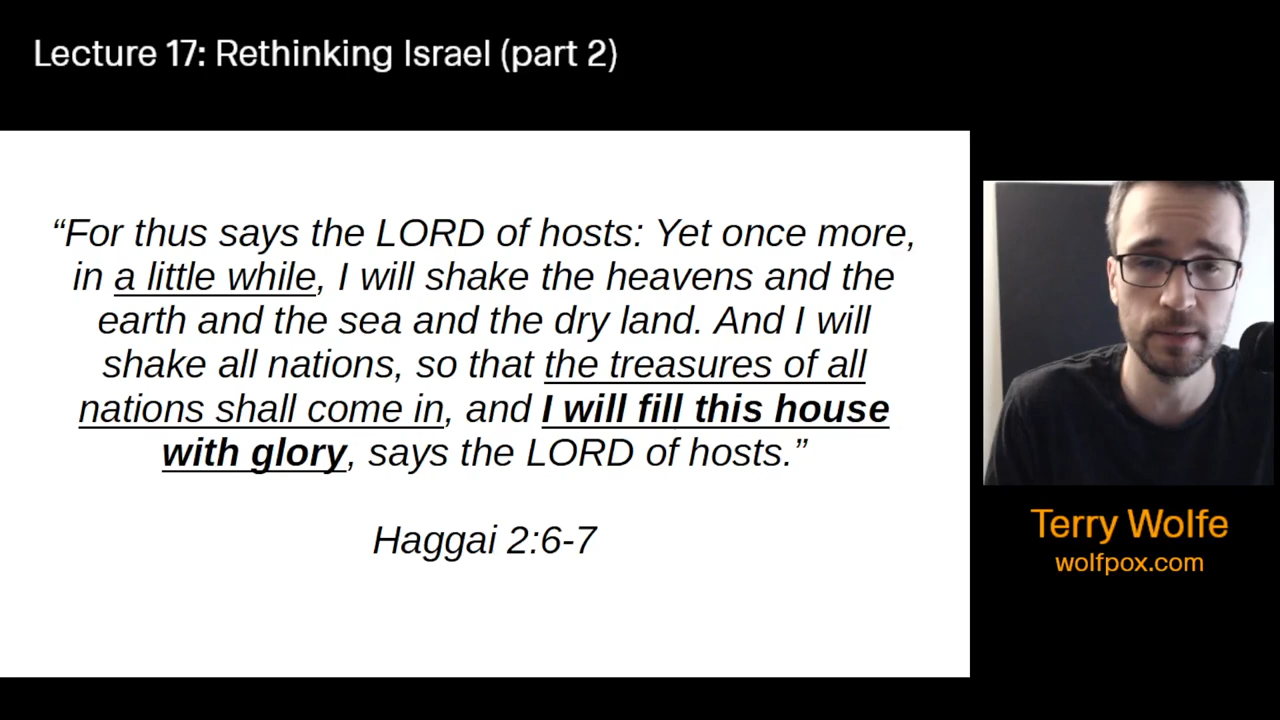 Lecture 17: Rethinking Israel (part 2)
“For thus says the LORD of hosts: Yet once more,
in a little while, I will shake the heavens and the
earth and the sea and the dry land. And I will
shake all nations, so that the treasures of all
nations shall come in, and I will fill this house
with glory, says the LORD of hosts.”
Haggai 2:6-7
Terry Wolfe
wolfpox.com